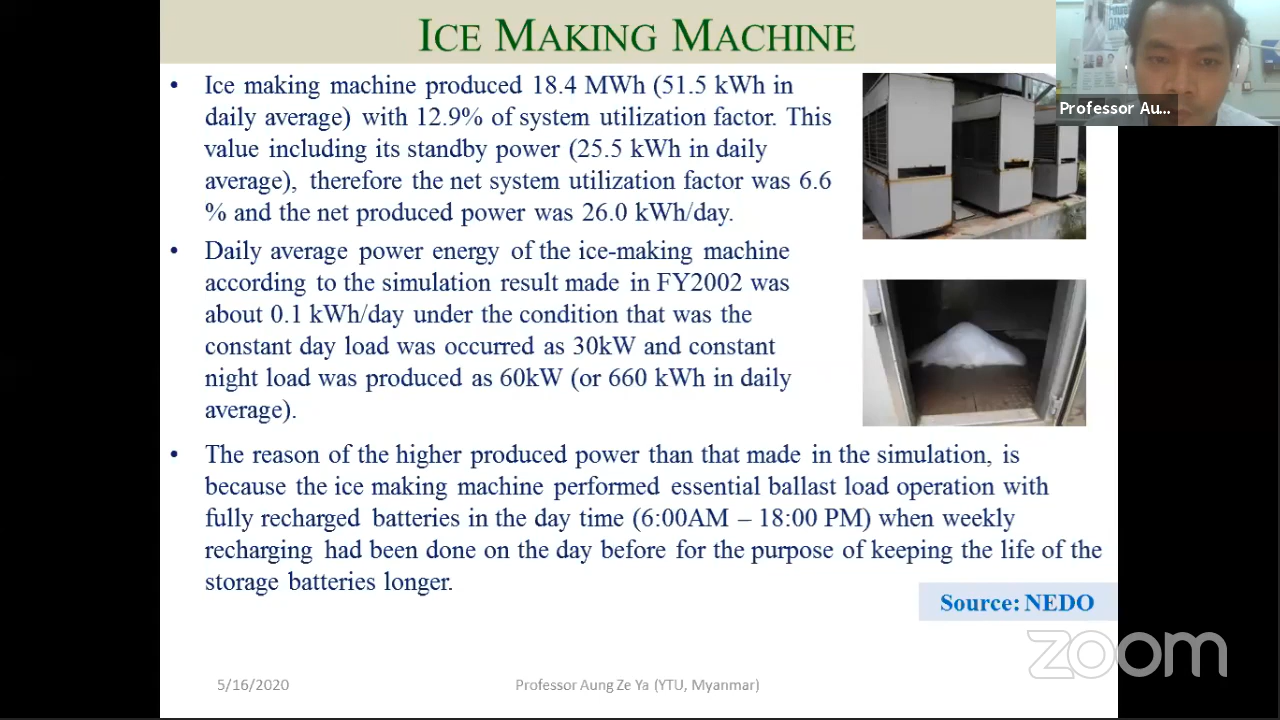 ICE MAKING MACHINE
• Ice making machine produced 18.4 MWh (51.5 kWh in
daily average) with 12.9% of system utilization factor. This
value including its standby power (25.5 kWh in daily
average), therefore the net system utilization factor was 6.6
% and the net produced power was 26.0 kWh/day.
• Daily average power energy of the ice-making machine
according to the simulation result made in FY2002 was
about 0.1 kWh/day under the condition that was the
constant day load was occurred as 30kW and constant
night load was produced as 60kW (or 660 kWh in daily
average).
• The reason of the higher produced power than that made in the simulation, is
because the ice making machine performed essential ballast load operation with
fully recharged batteries in the day time (6:00AM – 18:00 PM) when weekly
recharging had been done on the day before for the purpose of keeping the life of the
storage batteries longer.
Source: NEDO
5/16/2020
Professor Aung Ze Ya (YTU, Myanmar)
Professor Au...
zoom